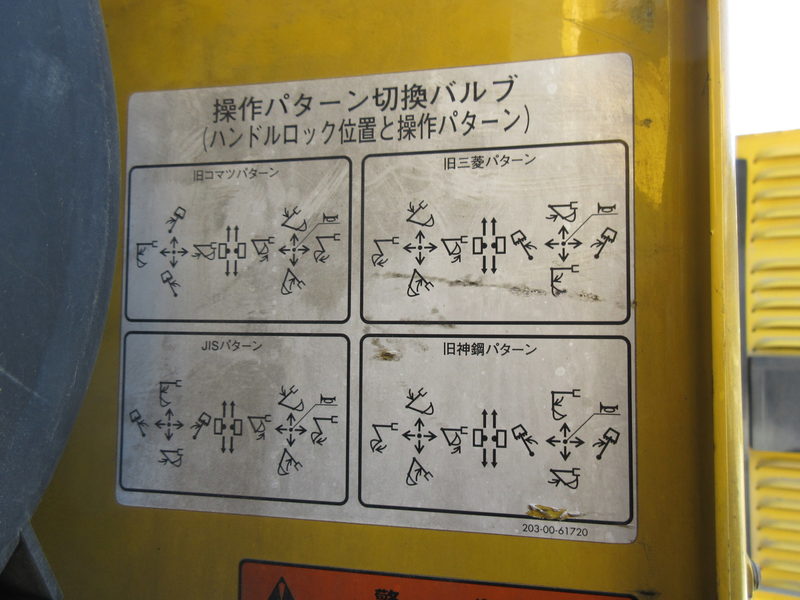 操作パターン切換バルブ
(ハンドルロック位置と操作パターン)
旧コマツパターン
旧三菱パターン
JISパターン
旧神鋼パターン
203-00-61720
警